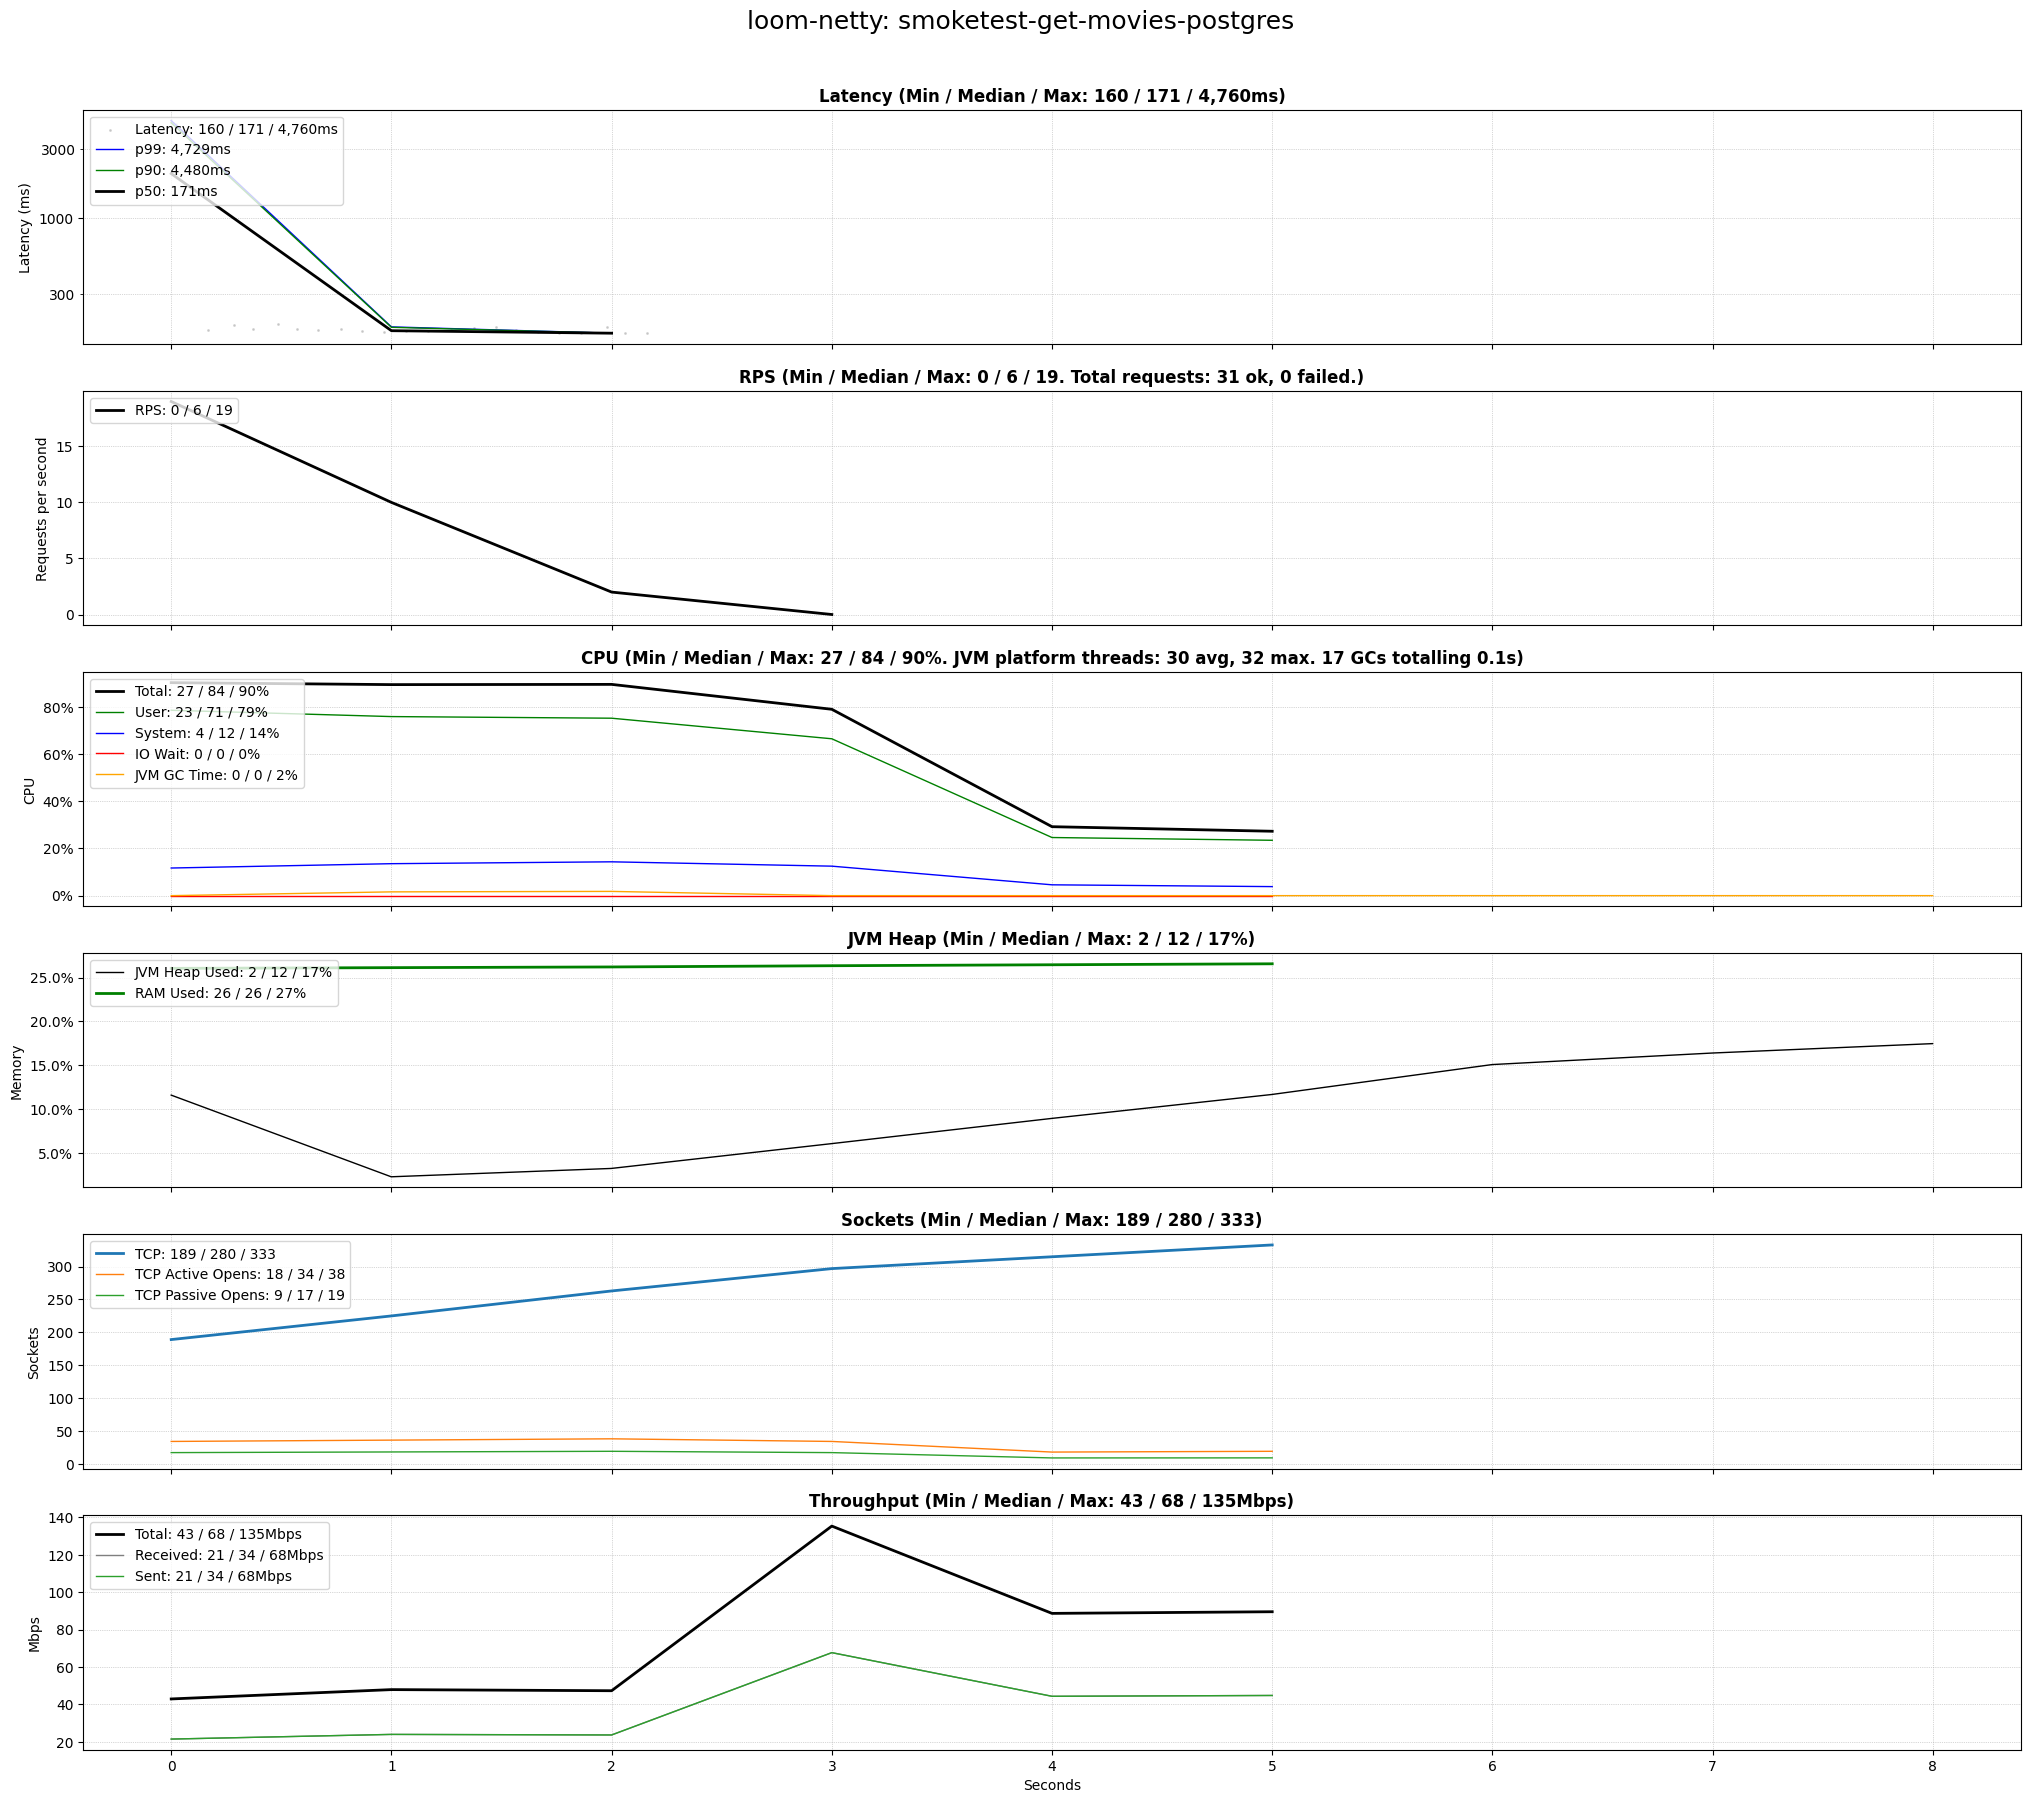 loom-netty: smoketest-get-movies-postgres
Latency (Min / Median / Max: 160 / 171 / 4,760ms)
Latency: 160 / 171 / 4,760ms
p99: 4,729ms
p90: 4,480ms
p50: 171ms
3000
1000
300
Latency (ms)
RPS (Min / Median / Max: 0 / 6 / 19. Total requests: 31 ok, 0 failed.)
RPS: 0 / 6 / 19
15
10
5
0
Requests per second
CPU (Min / Median / Max: 27 / 84 / 90%. JVM platform threads: 30 avg, 32 max. 17 GCs totalling 0.1s)
Total: 27 / 84 / 90%
User: 23 / 71 / 79%
System: 4 / 12 / 14%
IO Wait: 0 / 0 / 0%
JVM GC Time: 0 / 0 / 2%
80%
60%
40%
20%
0%
CPU
JVM Heap (Min / Median / Max: 2 / 12 / 17%)
JVM Heap Used: 2 / 12 / 17%
RAM Used: 26 / 26 / 27%
25.0%
20.0%
15.0%
10.0%
5.0%
Memory
Sockets (Min / Median / Max: 189 / 280 / 333)
TCP: 189 / 280 / 333
TCP Active Opens: 18 / 34 / 38
TCP Passive Opens: 9 / 17 / 19
300
250
200
150
100
50
0
Sockets
Throughput (Min / Median / Max: 43 / 68 / 135Mbps)
Total: 43 / 68 / 135Mbps
Received: 21 / 34 / 68Mbps
Sent: 21 / 34 / 68Mbps
140
120
100
80
60
40
20
Mbps
0 1 2 3 4 5 6 7 8
Seconds